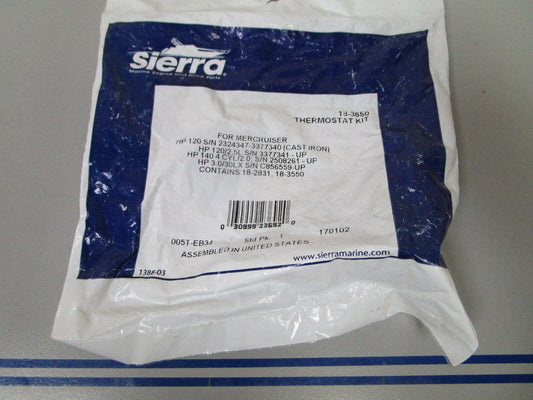 Sierra
Marine Engine and Drive Parts
18-3650
THERMOSTAT KIT
FOR MERCRUISER
HP 120 S/N 2324347-3377340 (CAST IRON)
HP 120/2.5L S/N 3377341 - UP
HP 140 4 CYL/2.0, S/N 2508261 - UP
HP 3.0/30LX S/N C856559-UP
CONTAINS 18-2831, 18-3550
0 30999 23692 0
005T-EB34 Std Pk. 1 170102
ASSEMBLED IN UNITED STATES
www.sierramarine.com
1388-03